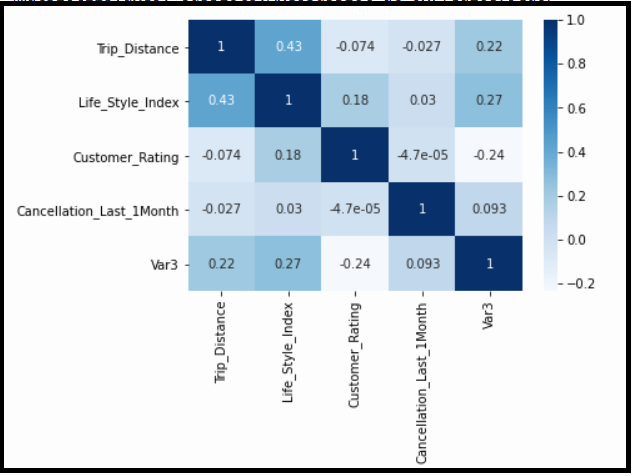 1.0
Trip_Distance 1 0.43 -0.074 -0.027 0.22
0.8
Life_Style_Index 0.43 1 0.18 0.03 0.27
0.6
Customer_Rating -0.074 0.18 1 -4.7e-05 -0.24
0.4
0.2
Cancellation_Last_1Month -0.027 0.03 -4.7e-05 1 0.093
0.0
Var3 0.22 0.27 -0.24 0.093 1
−0.2
Trip_Distance
Life_Style_Index
Customer_Rating
Cancellation_Last_1Month
Var3